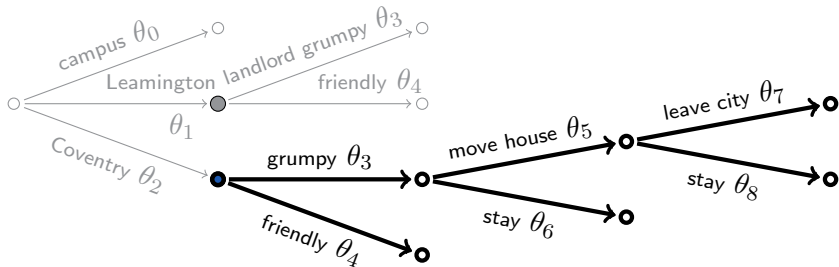 campus θ0
Leamington
θ1
Coventry θ2
landlord grumpy θ3
friendly θ4
grumpy θ3
friendly θ4
move house θ5
stay θ6
leave city θ7
stay θ8